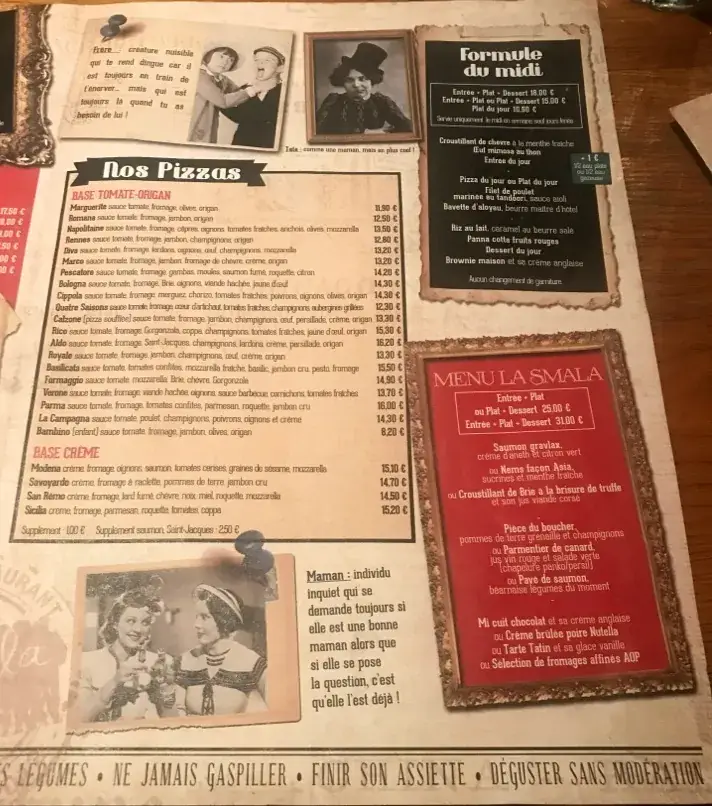 Frère... créature nuisible
qui te rend dingue car il
est toujours en train de
t'énerver... mais qui est
toujours là quand tu as
besoin de lui !
Tata : comme une maman, mais en plus cool !
Formule
du midi
Entrée + Plat + Dessert 18.00 €
Entrée + Plat ou Plat + Dessert 15.00 €
Plat du jour 10.50 €
Servie uniquement le midi en semaine sauf jours fériés
Croustillant de chèvre à la menthe fraîche
Œuf mimosa au thon
Entrée du jour
+ 1 €
1/2 eau plate
ou 1/2 eau
gazeuse
Pizza du jour ou Plat du jour
Filet de poulet
mariné au tandoori, sauce aïoli
Bavette d'aloyau, beurre maître d'hôtel
Riz au lait, caramel au beurre salé
Panna cotta fruits rouges
Dessert du jour
Brownie maison et sa crème anglaise
Aucun changement de garniture
Nos Pizzas
BASE TOMATE-ORIGAN
Marguerite sauce tomate, fromage, olives, origan 11.90 €
Romana sauce tomate, fromage, jambon, origan 12.50 €
Napolitaine sauce tomate, fromage, câpres, oignons, tomates fraîches, anchois, olives, mozzarella 13.50 €
Rennes sauce tomate, fromage, jambon, champignons, origan 12.80 €
Diva sauce tomate, fromage, lardons, oignons, œuf, champignons, mozzarella 13.20 €
Marco sauce tomate, fromage, jambon, fromage de chèvre, crème, origan 13.20 €
Pescatore sauce tomate, fromage, gambas, moules, saumon fumé, roquette, citron 14.20 €
Bologna sauce tomate, fromage, Brie, oignons, viande hachée, jaune d'œuf 14.30 €
Cippola sauce tomate, fromage, merguez, chorizo, tomates fraîches, poivrons, oignons, olives, origan 14.30 €
Quatre Saisons sauce tomate, fromage, cœur d'artichaut, tomates fraîches, champignons, aubergines grillées 12.30 €
Calzone (pizza soufflée) sauce tomate, fromage, jambon, champignons, œuf, persillade, crème, origan 13.30 €
Rico sauce tomate, fromage, Gorgonzola, coppa, champignons, tomates fraîches, jaune d'œuf, origan 15.30 €
Aldo sauce tomate, fromage, Saint-Jacques, champignons, lardons, crème, persillade, origan 16.20 €
Royale sauce tomate, fromage, jambon, champignons, œuf, crème, origan 13.30 €
Basilicata sauce tomate, tomates confites, mozzarella fraîche, basilic, jambon cru, pesto, fromage 15.50 €
Formaggio sauce tomate, mozzarella, Brie, chèvre, Gorgonzola 14.90 €
Verone sauce tomate, fromage, viande hachée, oignons, sauce barbecue, cornichons, tomates fraîches 13.70 €
Parma sauce tomate, fromage, tomates confites, parmesan, roquette, jambon cru 16.00 €
La Campagna sauce tomate, poulet, champignons, poivrons, oignons et crème 14.30 €
Bambino (enfant) sauce tomate, fromage, jambon, olives, origan 8.20 €
BASE CRÈME
Modena crème, fromage, oignons, saumon, tomates cerises, graines de sésame, mozzarella 15.10 €
Savoyarde crème, fromage à raclette, pommes de terre, jambon cru 14.70 €
San Rémo crème, fromage, lard fumé, chèvre, noix, miel, roquette, mozzarella 14.50 €
Sicilia crème, fromage, parmesan, roquette, tomates, coppa 15.20 €
Supplément : 1,00 € Supplément saumon, Saint-Jacques : 2,50 €
MENU LA SMALA
Entrée + Plat
ou Plat + Dessert 25.00 €
Entrée + Plat + Dessert 31.00 €
Saumon gravlax,
crème d'aneth et citron vert
ou Nems façon Asia,
sucrines et menthe fraîche
ou Croustillant de Brie à la brisure de truffe
et son jus viande corsé
Pièce du boucher,
pommes de terre grenaille et champignons
ou Parmentier de canard,
jus vin rouge et salade verte
(chapelure panko/persil)
ou Pavé de saumon,
béarnaise légumes du moment
Mi cuit chocolat et sa crème anglaise
ou Crème brûlée poire Nutella
ou Tarte Tatin et sa glace vanille
ou Sélection de fromages affinés AOP
Maman : individu
inquiet qui se
demande toujours si
elle est une bonne
maman alors que
si elle se pose
la question, c'est
qu'elle l'est déjà !
S LÉGUMES • NE JAMAIS GASPILLER • FINIR SON ASSIETTE • DÉGUSTER SANS MODÉRATION